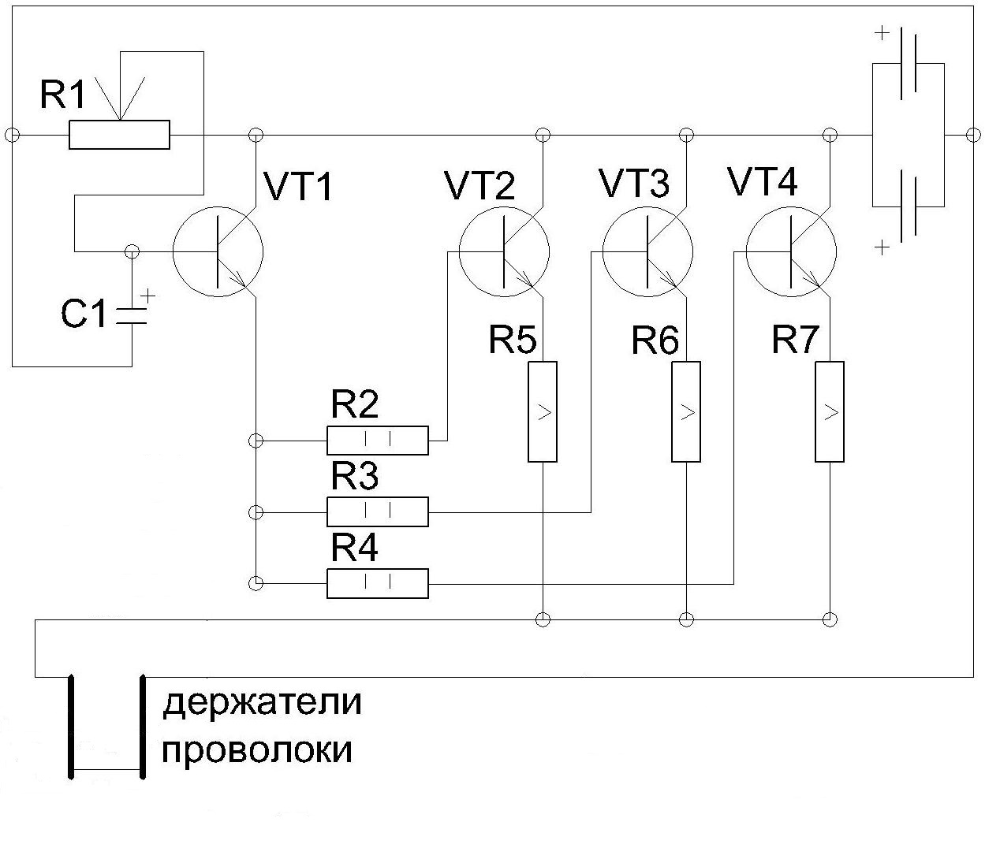 +
R1
VT1
VT2
VT3
VT4
+
+
C1
R5
R6
R7
R2
R3
R4
держатели
проволоки